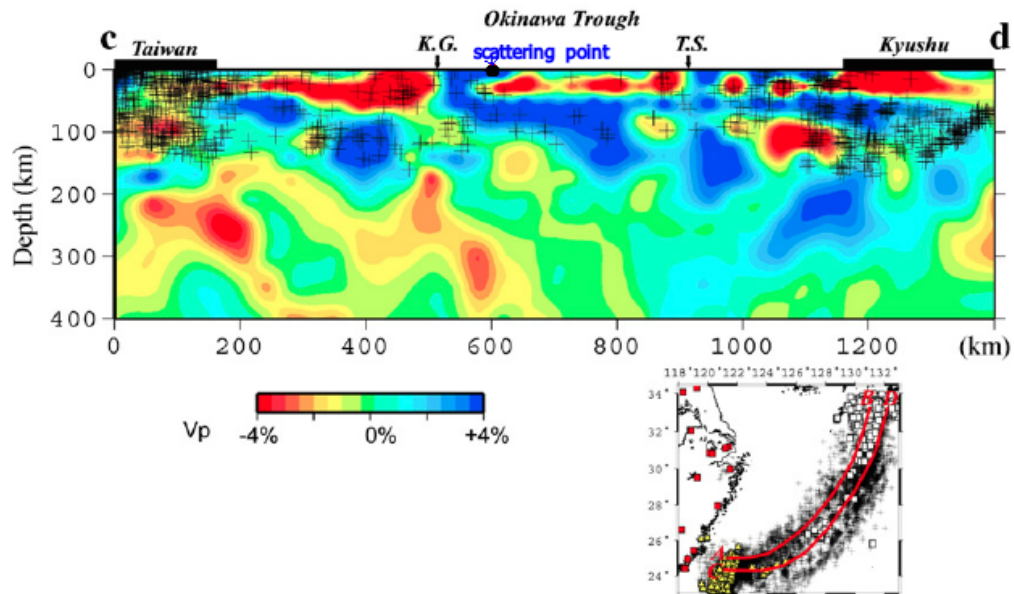 Okinawa Trough
c Taiwan K.G. scattering point T.S. Kyushu d
0
100
200
300
400
Depth (km)
0 200 400 600 800 1000 1200 (km)
Vp -4% 0% +4%
118° 120° 122° 124° 126° 128° 130° 132°
34°
32°
30°
28°
26°
24°